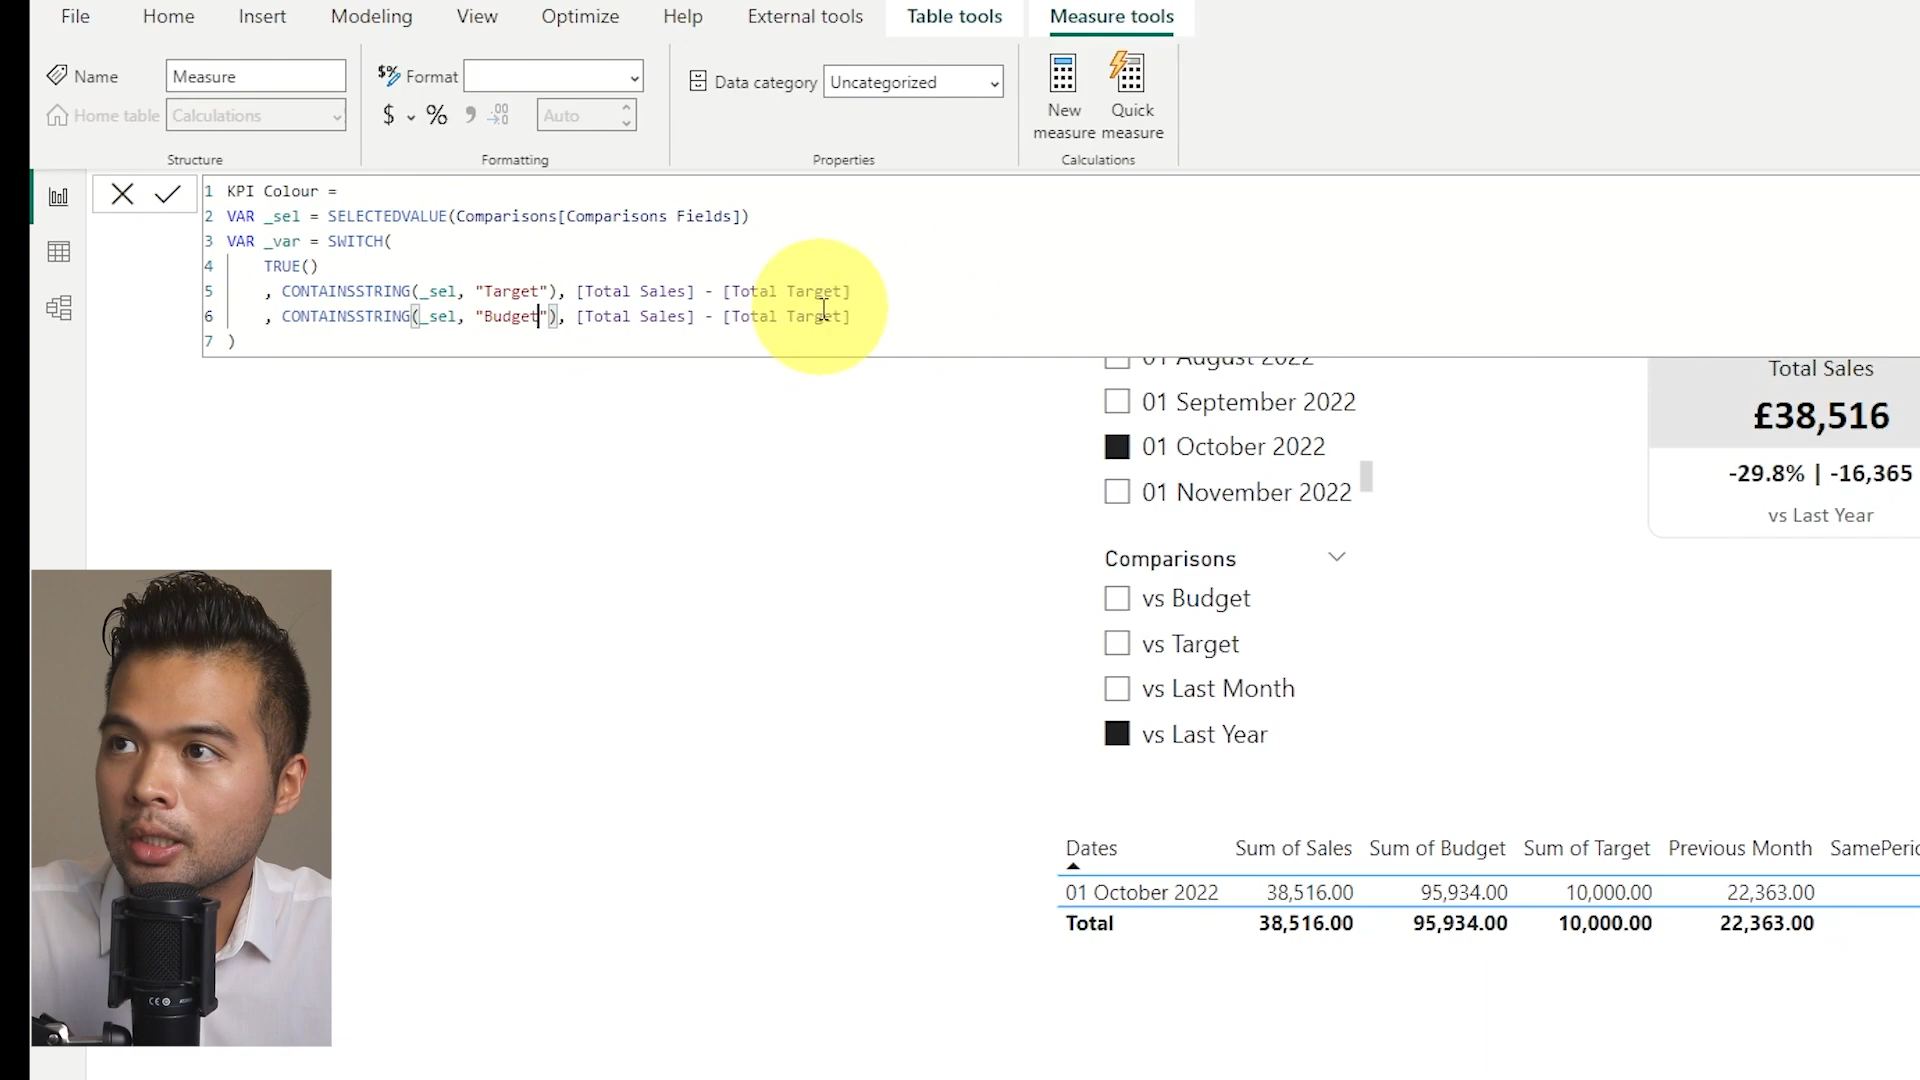 File Home Insert Modeling View Optimize Help External tools Table tools Measure tools
Name Measure
Home table Calculations
Structure
$% Format
$ % 9 .00 →.0 Auto
Formatting
Data category Uncategorized
Properties
New measure
Quick measure
Calculations
1 KPI Colour =
2 VAR _sel = SELECTEDVALUE(Comparisons[Comparisons Fields])
3 VAR _var = SWITCH(
4 TRUE()
5 , CONTAINSSTRING(_sel, "Target"), [Total Sales] - [Total Target]
6 , CONTAINSSTRING(_sel, "Budget"), [Total Sales] - [Total Target]
7 )
01 August 2022
01 September 2022
01 October 2022
01 November 2022
Total Sales
£38,516
-29.8% | -16,365
vs Last Year
Comparisons
vs Budget
vs Target
vs Last Month
vs Last Year
Dates Sum of Sales Sum of Budget Sum of Target Previous Month SamePeric
01 October 2022 38,516.00 95,934.00 10,000.00 22,363.00
Total 38,516.00 95,934.00 10,000.00 22,363.00